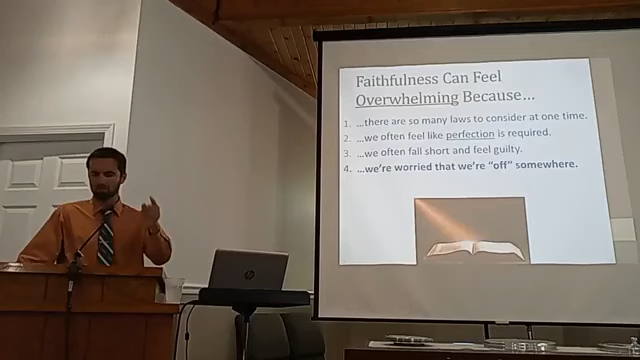 Faithfulness Can Feel
Overwhelming Because...
1. ...there are so many laws to consider at one time.
2. ...we often feel like perfection is required.
3. ...we often fall short and feel guilty.
4. ...we're worried that we're "off" somewhere.
hp